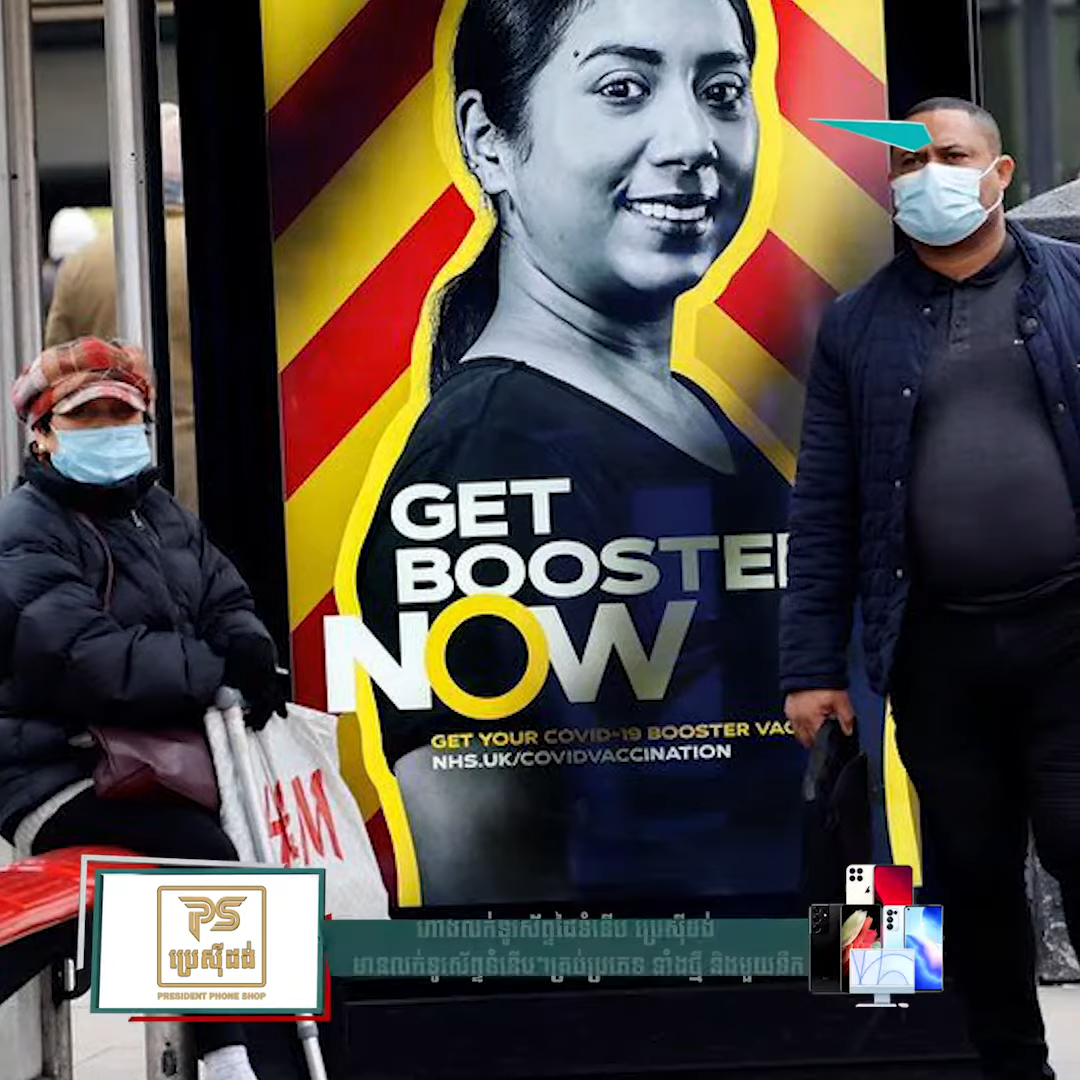 GET
BOOSTE
NOW
GET YOUR COVID-19 BOOSTER VAC
NHS.UK/COVIDVACCINATION
H&M
PS
ប្រេស៊ីដង់
PRESIDENT PHONE SHOP
ហាងលក់ទូរស័ព្ទដៃទំនើប ប្រេស៊ីដង់
មានលក់ទូរស័ព្ទទំនើបៗគ្រប់ប្រភេទ ទាំងថ្មី និងមួយទឹក